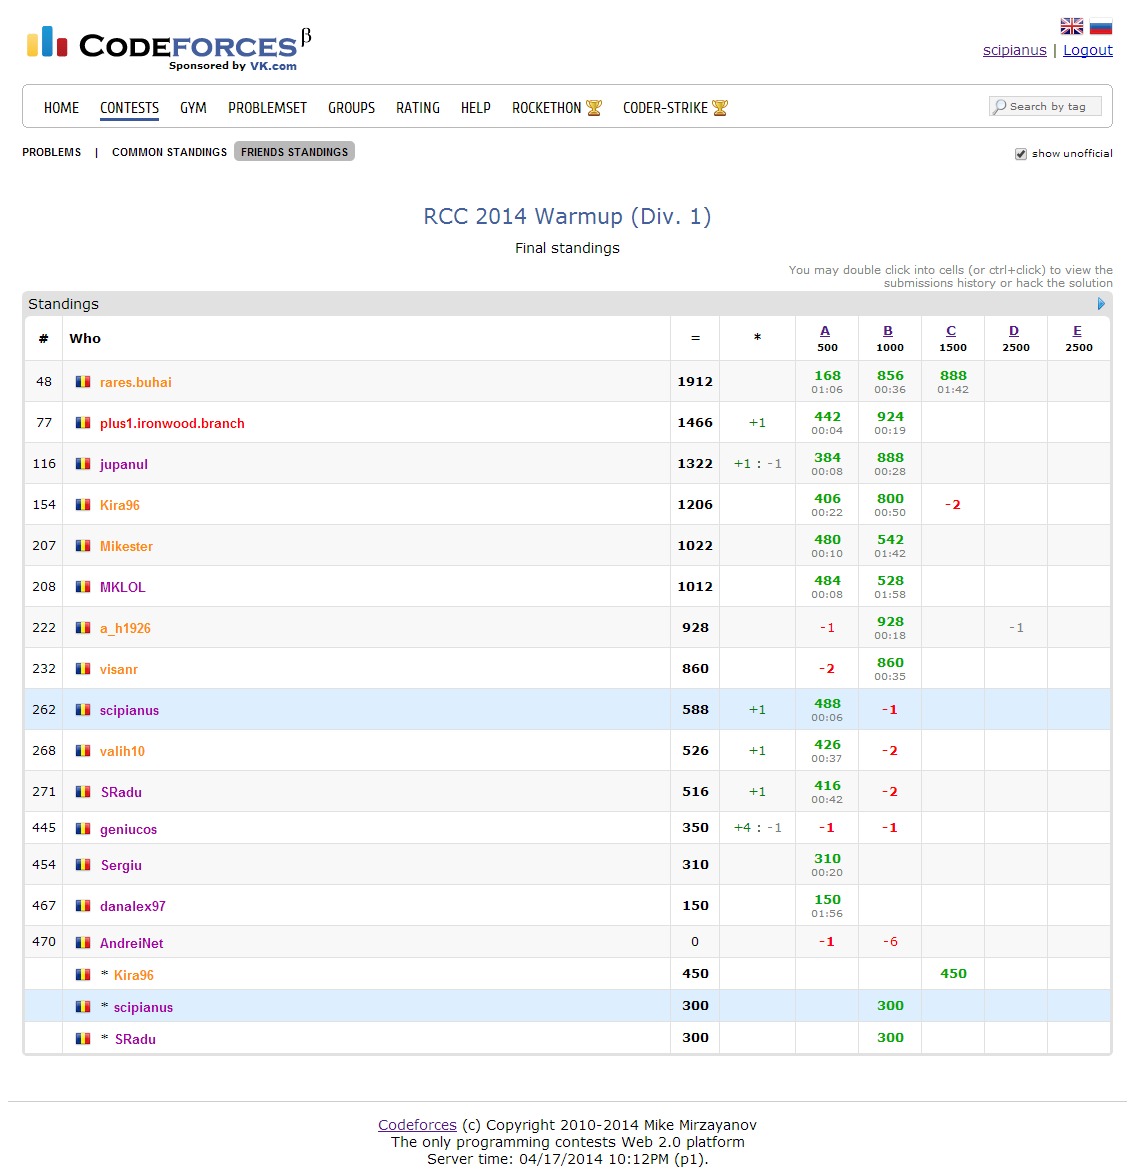 CODEFORCES β
Sponsored by VK.com
scipianus | Logout
HOME CONTESTS GYM PROBLEMSET GROUPS RATING HELP ROCKETHON CODER-STRIKE Search by tag
PROBLEMS | COMMON STANDINGS FRIENDS STANDINGS show unofficial
RCC 2014 Warmup (Div. 1)
Final standings
You may double click into cells (or ctrl+click) to view the
submissions history or hack the solution
Standings
# Who = * A B C D E
500 1000 1500 2500 2500
48 rares.buhai 1912 168 856 888
01:06 00:36 01:42
77 plus1.ironwood.branch 1466 +1 442 924
00:04 00:19
116 jupanul 1322 +1 : -1 384 888
00:08 00:28
154 Kira96 1206 406 800 -2
00:22 00:50
207 Mikester 1022 480 542
00:10 01:42
208 MKLOL 1012 484 528
00:08 01:58
222 a_h1926 928 -1 928 -1
00:18
232 visanr 860 -2 860
00:35
262 scipianus 588 +1 488 -1
00:06
268 valih10 526 +1 426 -2
00:37
271 SRadu 516 +1 416 -2
00:42
445 geniucos 350 +4 : -1 -1 -1
454 Sergiu 310 310
00:20
467 danalex97 150 150
01:56
470 AndreiNet 0 -1 -6
* Kira96 450 450
* scipianus 300 300
* SRadu 300 300
Codeforces (c) Copyright 2010-2014 Mike Mirzayanov
The only programming contests Web 2.0 platform
Server time: 04/17/2014 10:12PM (p1).